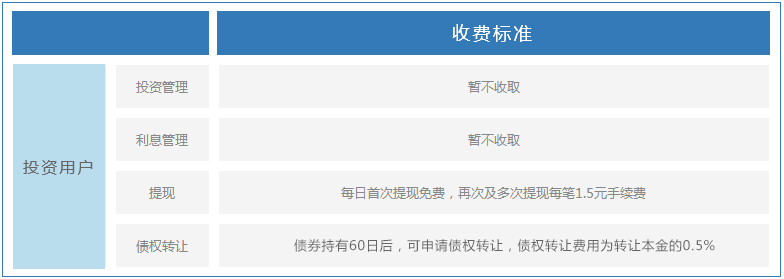 收费标准
投资用户
投资管理
暂不收取
利息管理
暂不收取
提现
每日首次提现免费，再次及多次提现每笔1.5元手续费
债权转让
债券持有60日后，可申请债权转让，债权转让费用为转让本金的0.5%